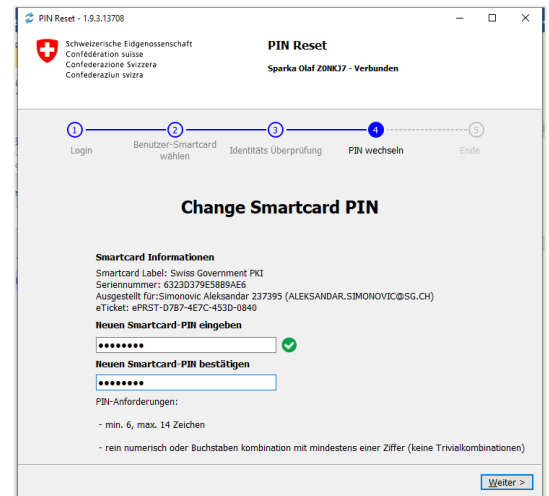 PIN Reset - 1.9.3.13708
Schweizerische Eidgenossenschaft
Confédération suisse
Confederazione Svizzera
Confederaziun svizra
PIN Reset
Sparka Olaf Z0NKJ7 - Verbunden
1
2
3
4
5
Login
Benutzer-Smartcard
wählen
Identitäts Überprüfung
PIN wechseln
Ende
Change Smartcard PIN
Smartcard Informationen
Smartcard Label: Swiss Government PKI
Seriennummer: 6323D379E58B9AE6
Ausgestellt für:Simonovic Aleksandar 237395 (ALEKSANDAR.SIMONOVIC@SG.CH)
eTicket: ePRST-D7B7-4E7C-453D-0840
Neuen Smartcard-PIN eingeben
••••••••
Neuen Smartcard-PIN bestätigen
••••••••
PIN-Anforderungen:
- min. 6, max. 14 Zeichen
- rein numerisch oder Buchstaben kombination mit mindestens einer Ziffer (keine Trivialkombinationen)
Weiter >